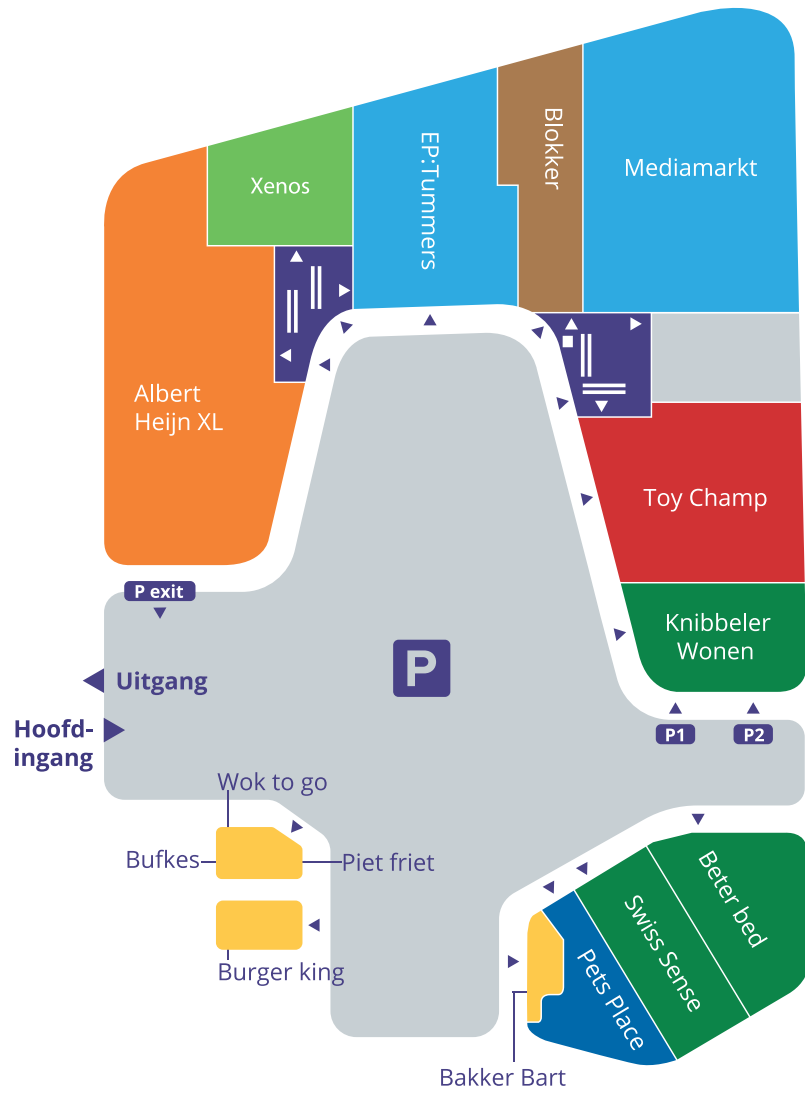 Xenos
EP:Tummers
Blokker
Mediamarkt
Albert
Heijn XL
Toy Champ
P exit
Knibbeler
Wonen
P
Uitgang
Hoofd-
ingang
P1
P2
Wok to go
Bufkes
Piet friet
Burger king
Beter bed
Swiss Sense
Pets Place
Bakker Bart